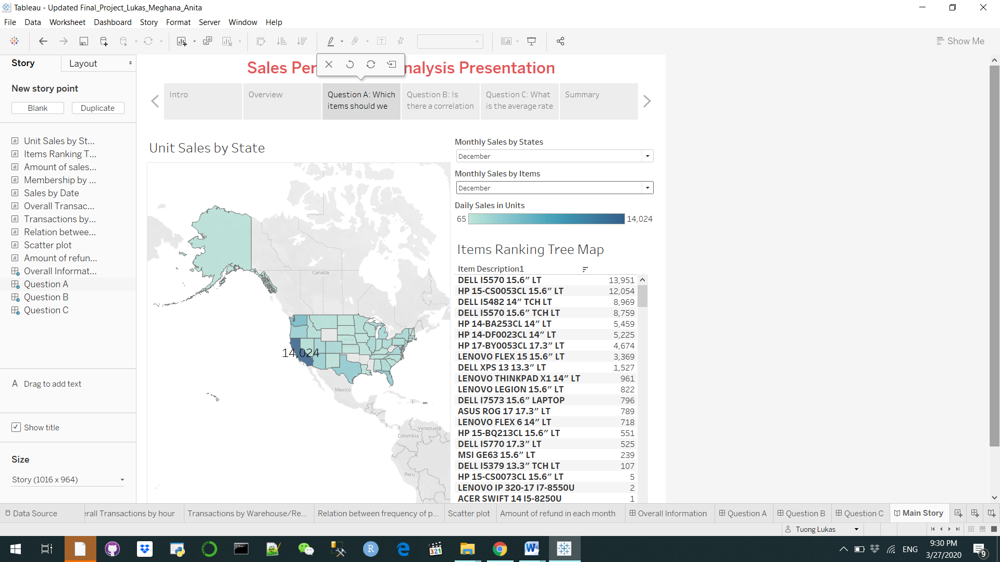 Tableau - Updated Final_Project_Lukas_Meghana_Anita
File Data Worksheet Dashboard Story Format Server Window Help
Show Me
Story
Layout
New story point
Blank
Duplicate
Unit Sales by St...
Items Ranking T...
Amount of sales...
Membership by ...
Sales by Date
Overall Transac...
Transactions by...
Relation betwee...
Scatter plot
Amount of refun...
Overall Informat...
Question A
Question B
Question C
A Drag to add text
Show title
Size
Story (1016 x 964)
Sales Per nalysis Presentation
Intro
Overview
Question A: Which
items should we
Question B: Is
there a correlation
Question C: What
is the average rate
Summary
Unit Sales by State
Canada
14,024
Mexico
Venezuela
Colombia
Peru
Monthly Sales by States
December
Monthly Sales by Items
December
Daily Sales in Units
65 14,024
Items Ranking Tree Map
Item Description1
DELL I5570 15.6" LT 13,951
HP 15-CS0053CL 15.6" LT 12,054
DELL I5482 14" TCH LT 8,969
DELL I5570 15.6" TCH LT 8,759
HP 14-BA253CL 14" LT 5,459
HP 14-DF0023CL 14" LT 5,225
HP 17-BY0053CL 17.3" LT 4,674
LENOVO FLEX 15 15.6" LT 3,369
DELL XPS 13 13.3" LT 1,527
LENOVO THINKPAD X1 14" LT 961
LENOVO LEGION 15.6" LT 822
DELL I7573 15.6" LAPTOP 796
ASUS ROG 17 17.3" LT 789
LENOVO FLEX 6 14" LT 718
HP 15-BQ213CL 15.6" LT 551
DELL I5770 17.3" LT 525
MSI GE63 15.6" LT 239
DELL I5379 13.3" TCH LT 107
HP 15-CS0073CL 15.6" LT 5
LENOVO IP 320-17 I7-8550U 2
ACER SWIFT 14 I5-8250U 1
Data Source
erall Transactions by hour
Transactions by Warehouse/Re...
Relation between frequency of p...
Scatter plot
Amount of refund in each month
Overall Information
Question A
Question B
Question C
Main Story
Tuong Lukas
321
R
ENG
9:30 PM
3/27/2020
9